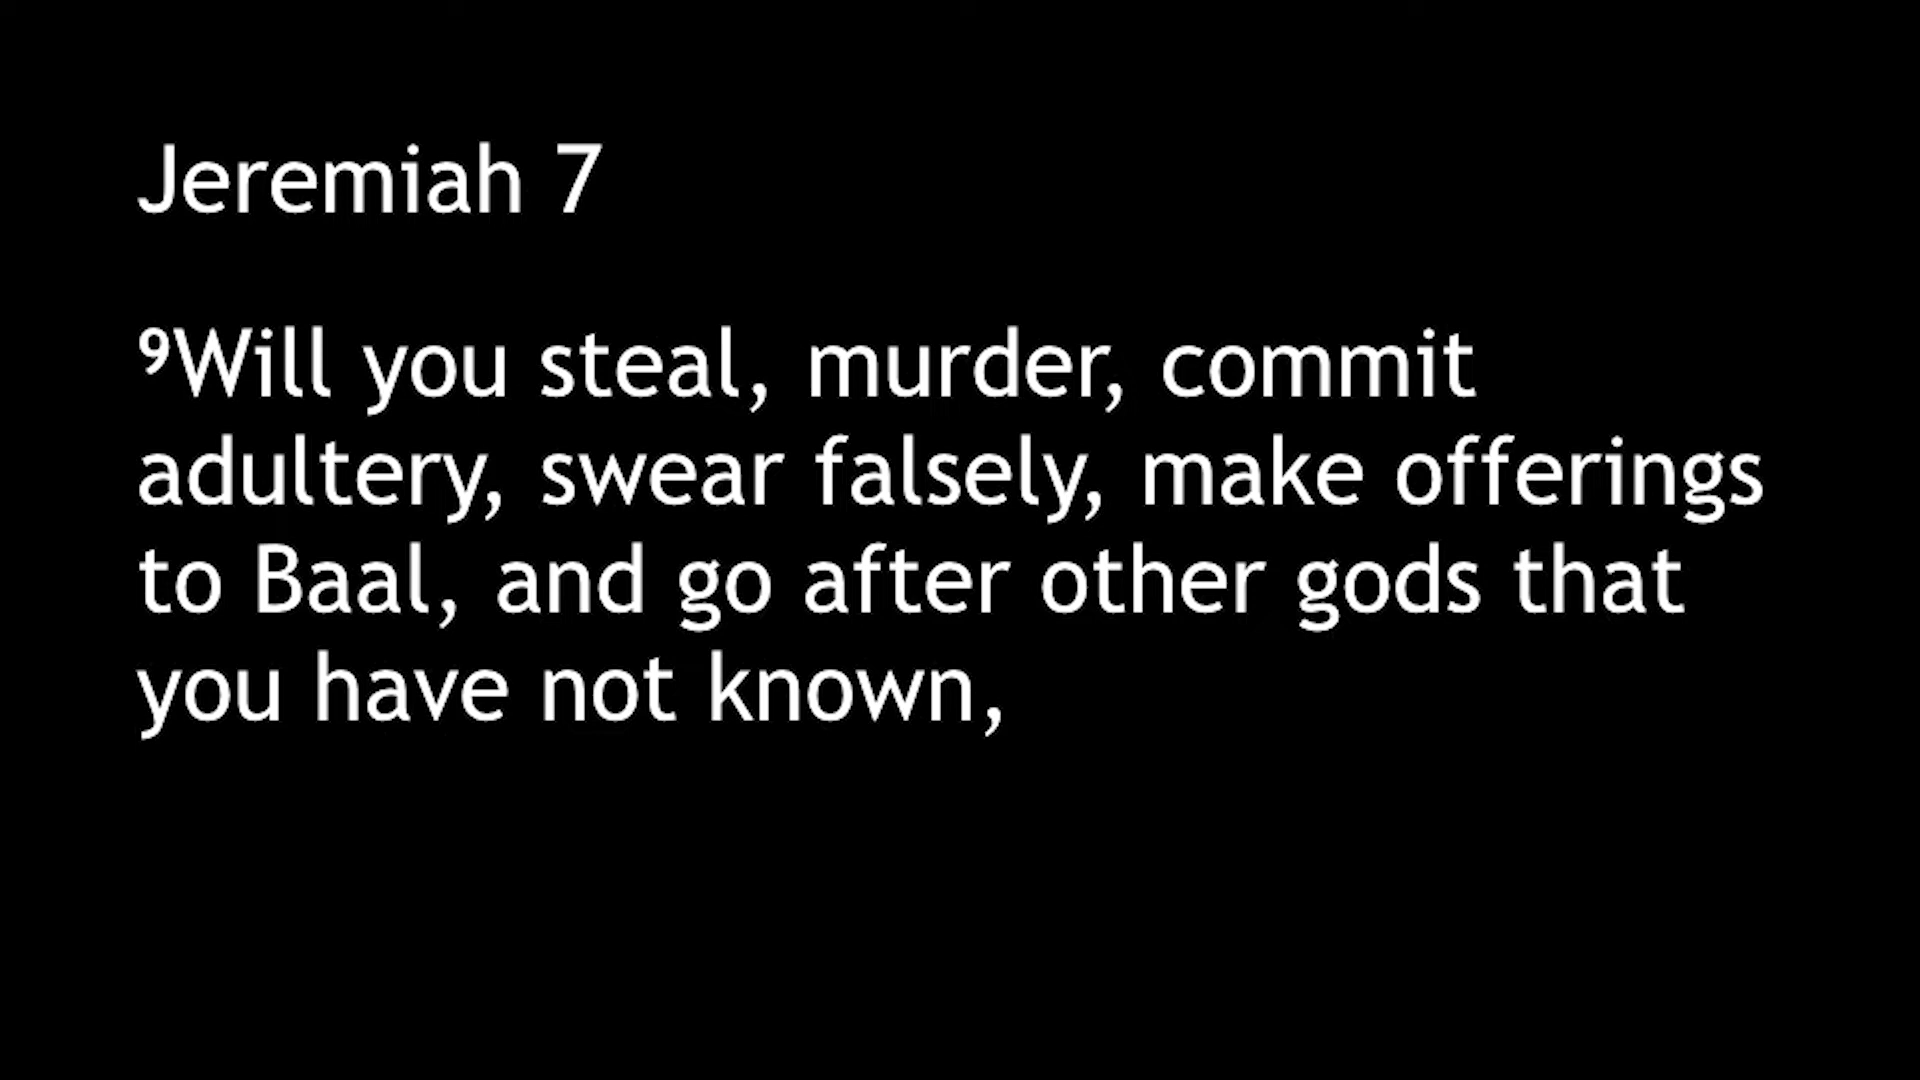 Jeremiah 7
⁹Will you steal, murder, commit
adultery, swear falsely, make offerings
to Baal, and go after other gods that
you have not known,